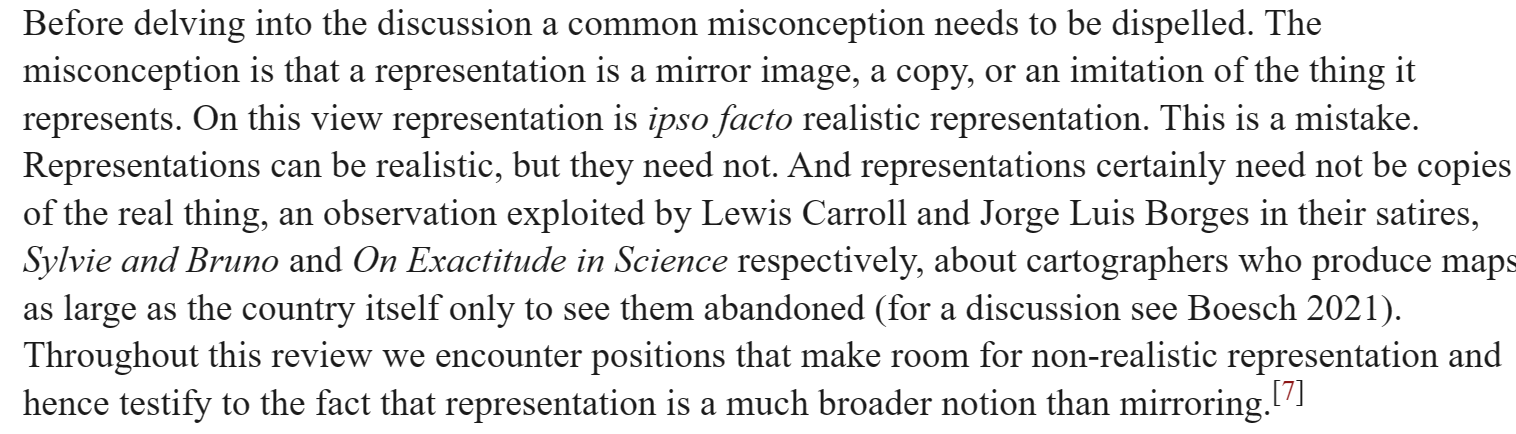 Before delving into the discussion a common misconception needs to be dispelled. The
misconception is that a representation is a mirror image, a copy, or an imitation of the thing it
represents. On this view representation is ipso facto realistic representation. This is a mistake.
Representations can be realistic, but they need not. And representations certainly need not be copies
of the real thing, an observation exploited by Lewis Carroll and Jorge Luis Borges in their satires,
Sylvie and Bruno and On Exactitude in Science respectively, about cartographers who produce maps
as large as the country itself only to see them abandoned (for a discussion see Boesch 2021).
Throughout this review we encounter positions that make room for non-realistic representation and
hence testify to the fact that representation is a much broader notion than mirroring.[7]